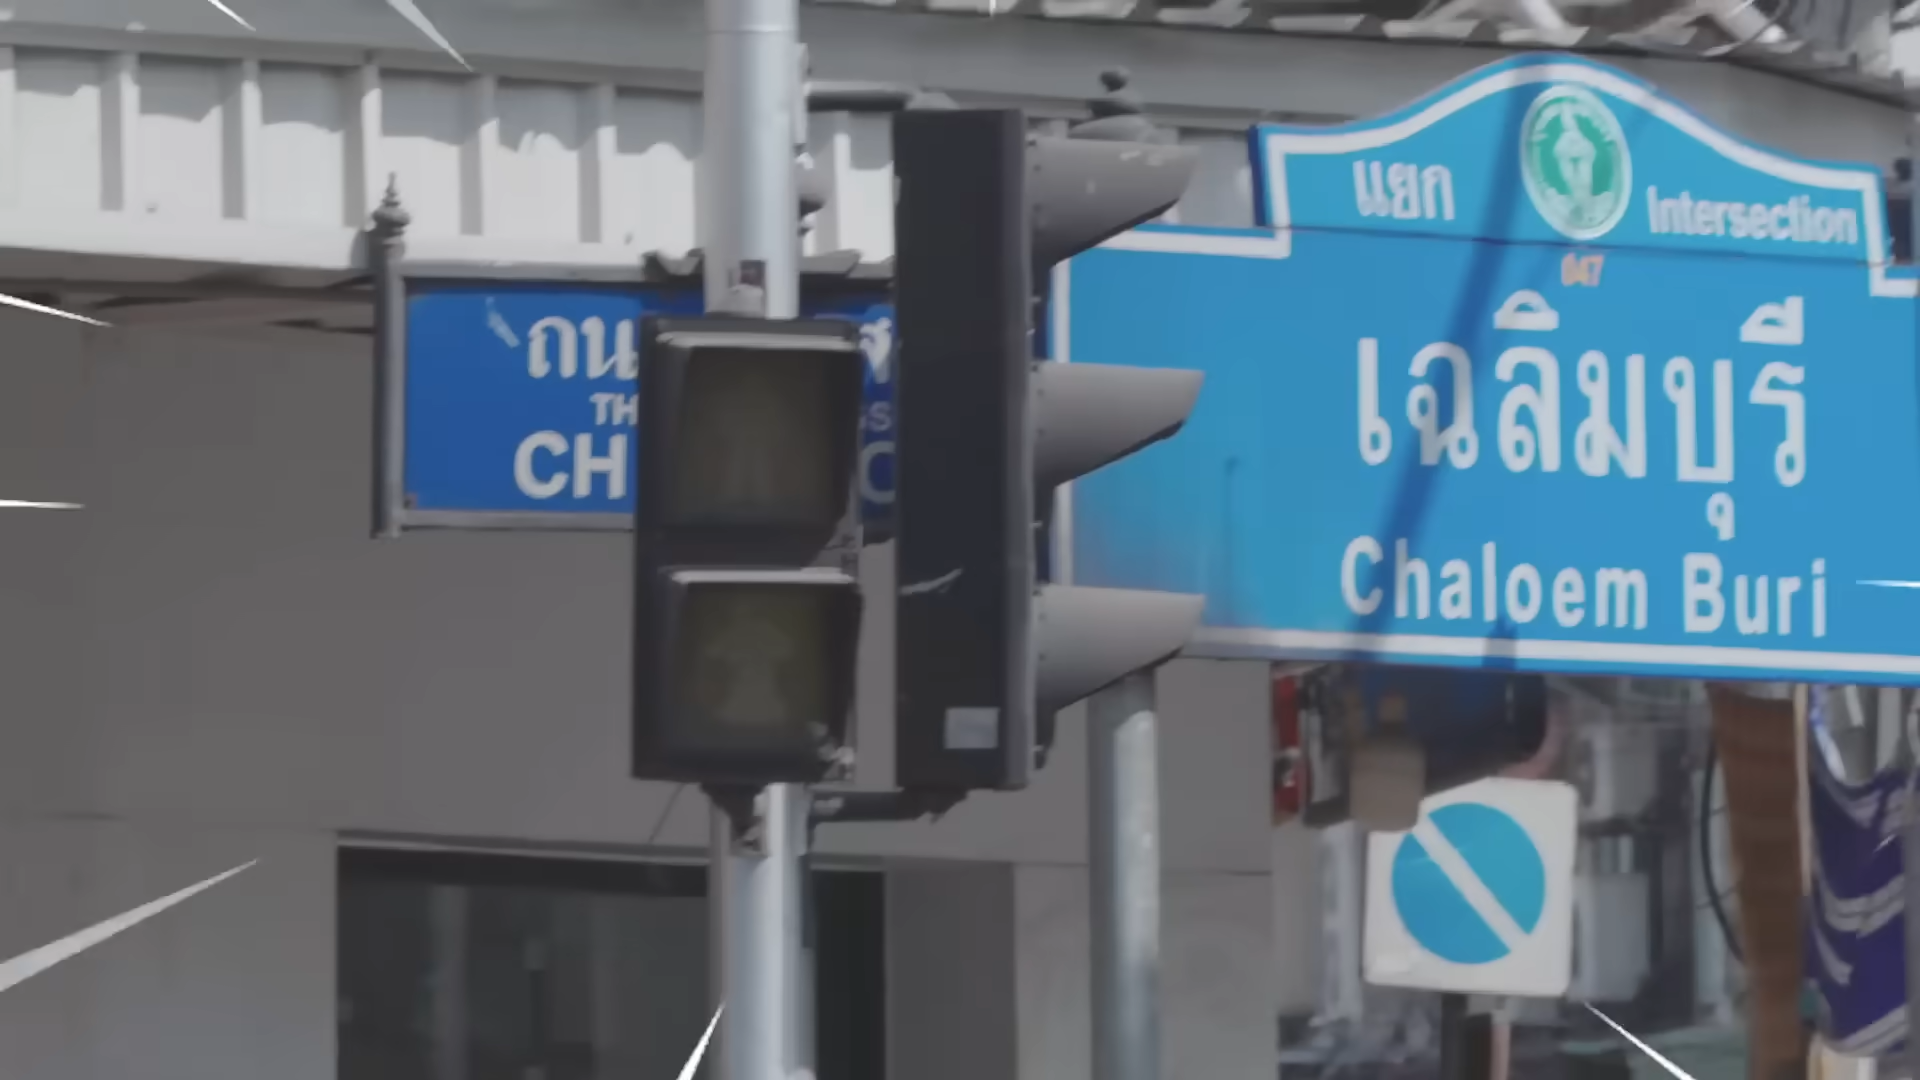 แยก Intersection
047
เฉลิมบุรี
Chaloem Buri
ถน
TH
CH